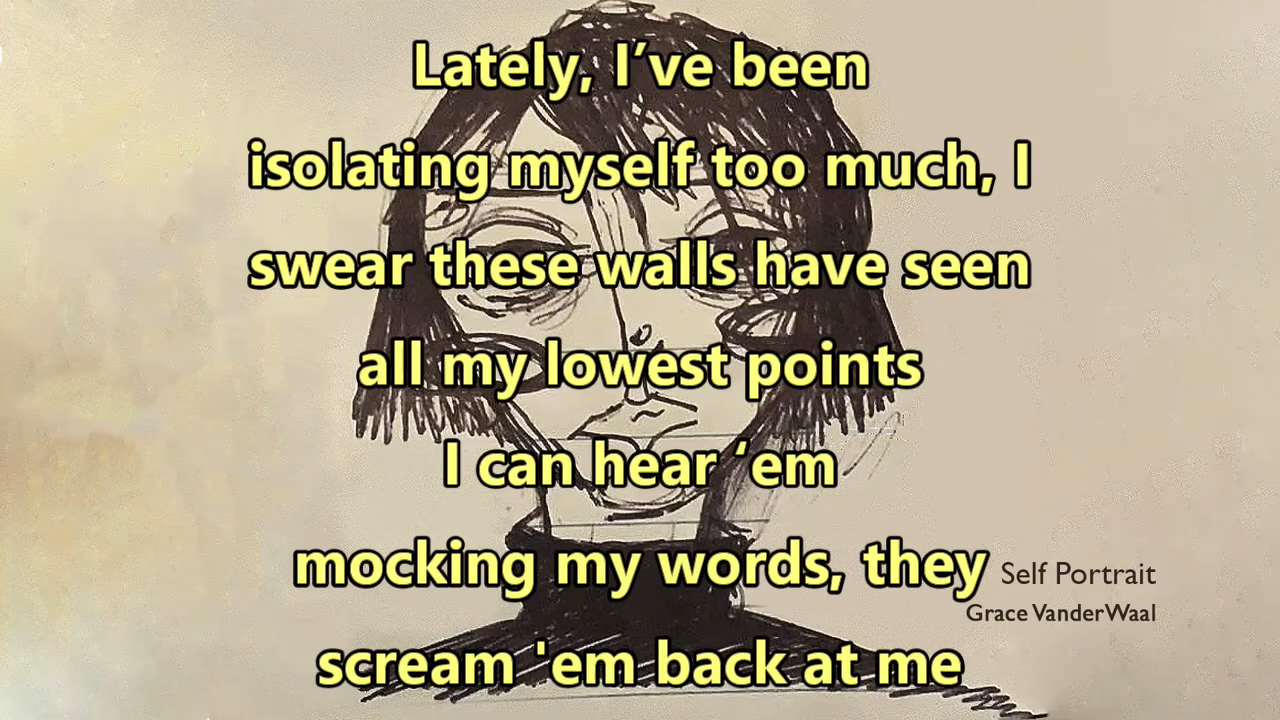 Lately, I’ve been
isolating myself too much, I
swear these walls have seen
all my lowest points
I can hear ‘em
mocking my words, they
Self Portrait
Grace VanderWaal
scream 'em back at me